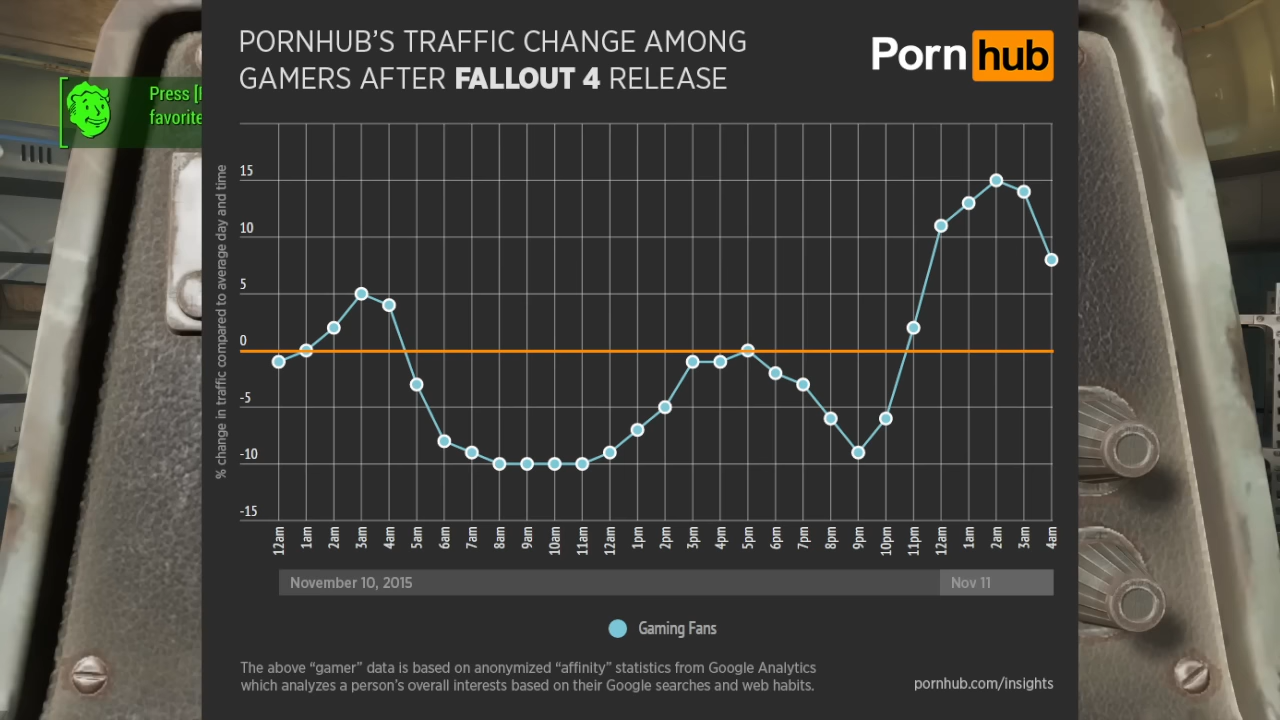 PORNHUB'S TRAFFIC CHANGE AMONG
GAMERS AFTER FALLOUT 4 RELEASE
Porn hub
Press
favorite
% change in traffic compared to average day and time
15
10
5
0
-5
-10
-15
12am 1am 2am 3am 4am 5am 6am 7am 8am 9am 10am 11am 12am 1pm 2pm 3pm 4pm 5pm 6pm 7pm 8pm 9pm 10pm 11pm 12am 1am 2am 3am 4am
November 10, 2015 Nov 11
Gaming Fans
The above “gamer” data is based on anonymized “affinity” statistics from Google Analytics
which analyzes a person's overall interests based on their Google searches and web habits.
pornhub.com/insights